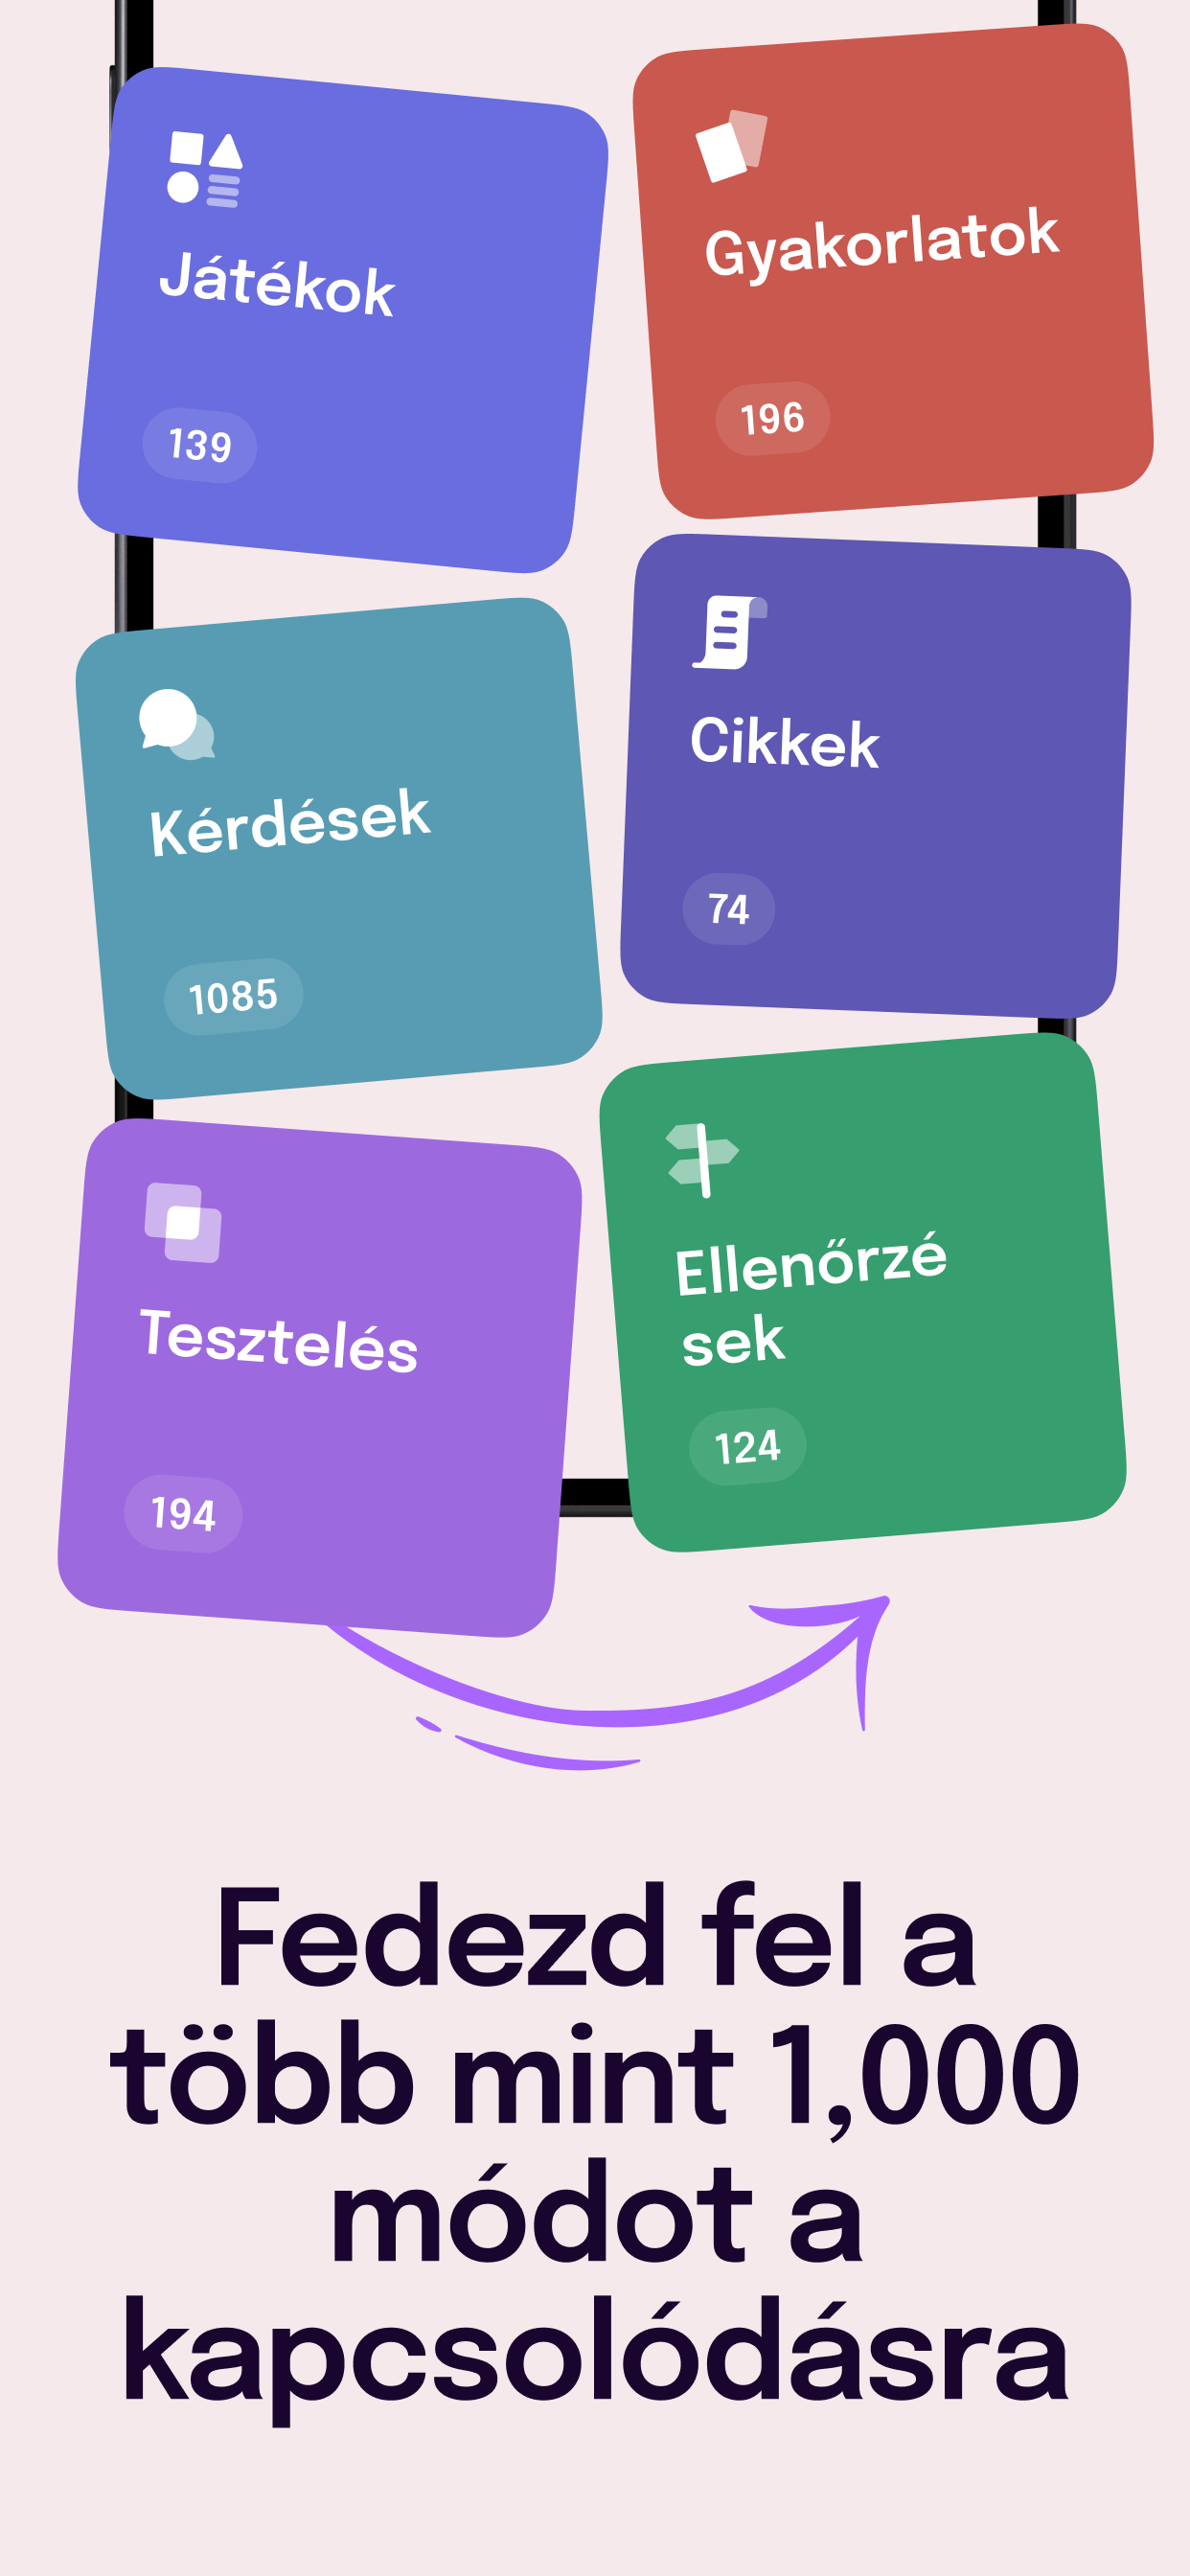 Játékok
139
Gyakorlatok
196
Kérdések
1085
Cikkek
74
Tesztelés
194
Ellenőrzé
sek
124
Fedezd fel a
több mint 1,000
módot a
kapcsolódásra